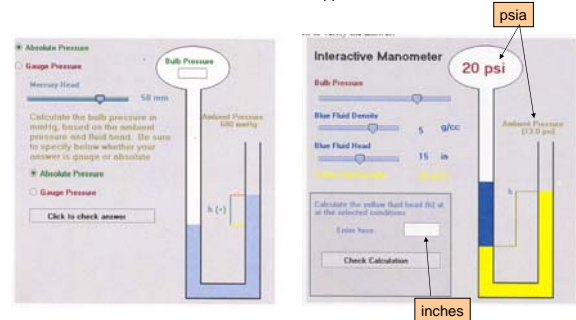 psia
Absolute Pressure
Gauge Pressure
Mercury Head
50 mm
Calculate the bulb pressure in
mmHg, based on the ambient
pressure and fluid head. Be sure
to specify below whether your
answer is gauge or absolute
Absolute Pressure
Gauge Pressure
Click to check answer
Bulb Pressure
Ambient Pressure
600 mmHg
h (+)
Interactive Manometer
20 psi
Bulb Pressure
Blue Fluid Density
5 g/cc
Blue Fluid Head
15 in
Calculate the yellow fluid head (h) at
at the selected conditions
Enter here
Check Calculation
Ambient Pressure
(13.0 psi)
h
inches